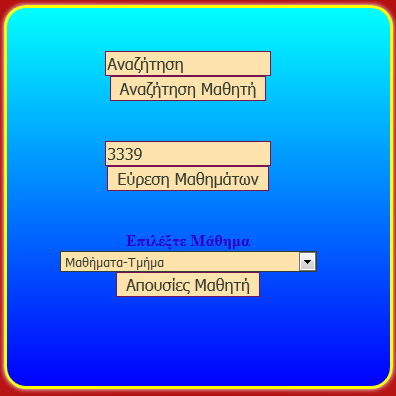 Αναζήτηση
Αναζήτηση Μαθητή
3339
Εύρεση Μαθημάτων
Επιλέξτε Μάθημα
Μαθήματα-Τμήμα
Απουσίες Μαθητή